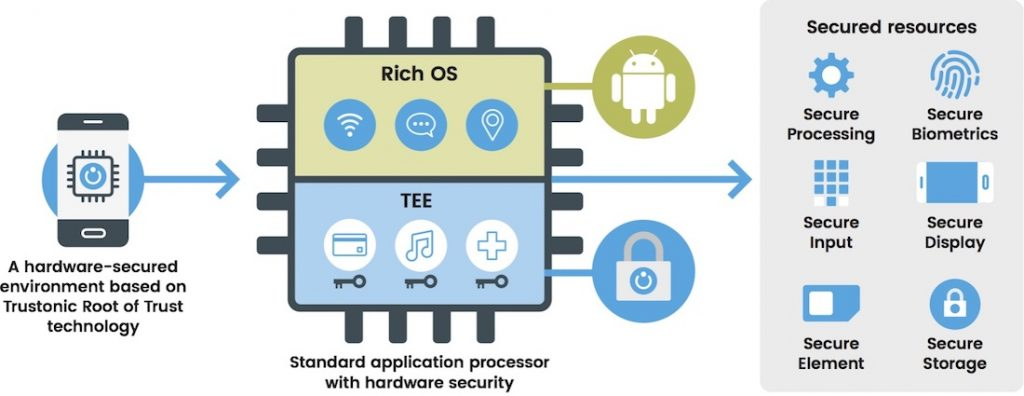 A hardware-secured
environment based on
Trustonic Root of Trust
technology
Rich OS
TEE
Standard application processor
with hardware security
Secured resources
Secure
Processing
Secure
Biometrics
Secure
Input
Secure
Display
Secure
Element
Secure
Storage